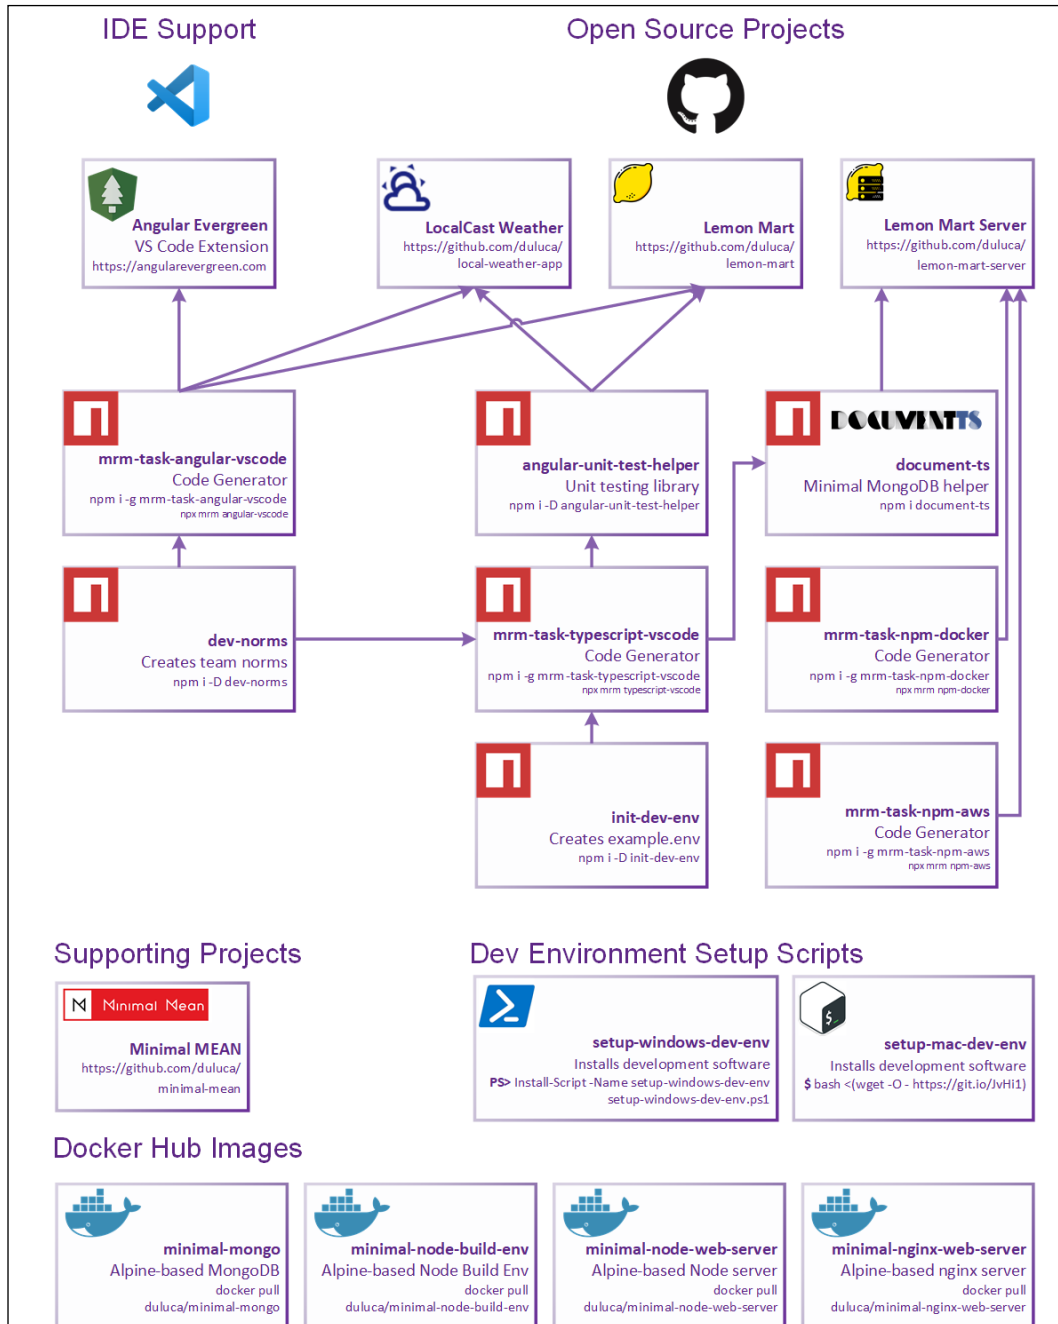 IDE Support
Open Source Projects
Angular Evergreen
VS Code Extension
https://angularevergreen.com
LocalCast Weather
https://github.com/duluca/
local-weather-app
Lemon Mart
https://github.com/duluca/
lemon-mart
Lemon Mart Server
https://github.com/duluca/
lemon-mart-server
mrm-task-angular-vscode
Code Generator
npm i -g mrm-task-angular-vscode
npx mrm angular-vscode
angular-unit-test-helper
Unit testing library
npm i -D angular-unit-test-helper
DOCUMENTTS
document-ts
Minimal MongoDB helper
npm i document-ts
dev-norms
Creates team norms
npm i -D dev-norms
mrm-task-typescript-vscode
Code Generator
npm i -g mrm-task-typescript-vscode
npx mrm typescript-vscode
mrm-task-npm-docker
Code Generator
npm i -g mrm-task-npm-docker
npx mrm npm-docker
init-dev-env
Creates example.env
npm i -D init-dev-env
mrm-task-npm-aws
Code Generator
npm i -g mrm-task-npm-aws
npx mrm npm-aws
Supporting Projects
Minimal Mean
Minimal MEAN
https://github.com/duluca/
minimal-mean
Dev Environment Setup Scripts
setup-windows-dev-env
Installs development software
PS> Install-Script -Name setup-windows-dev-env
setup-windows-dev-env.ps1
$_
setup-mac-dev-env
Installs development software
$ bash <(wget -O - https://git.io/JvHi1)
Docker Hub Images
minimal-mongo
Alpine-based MongoDB
docker pull
duluca/minimal-mongo
minimal-node-build-env
Alpine-based Node Build Env
docker pull
duluca/minimal-node-build-env
minimal-node-web-server
Alpine-based Node server
docker pull
duluca/minimal-node-web-server
minimal-nginx-web-server
Alpine-based nginx server
docker pull
duluca/minimal-nginx-web-server